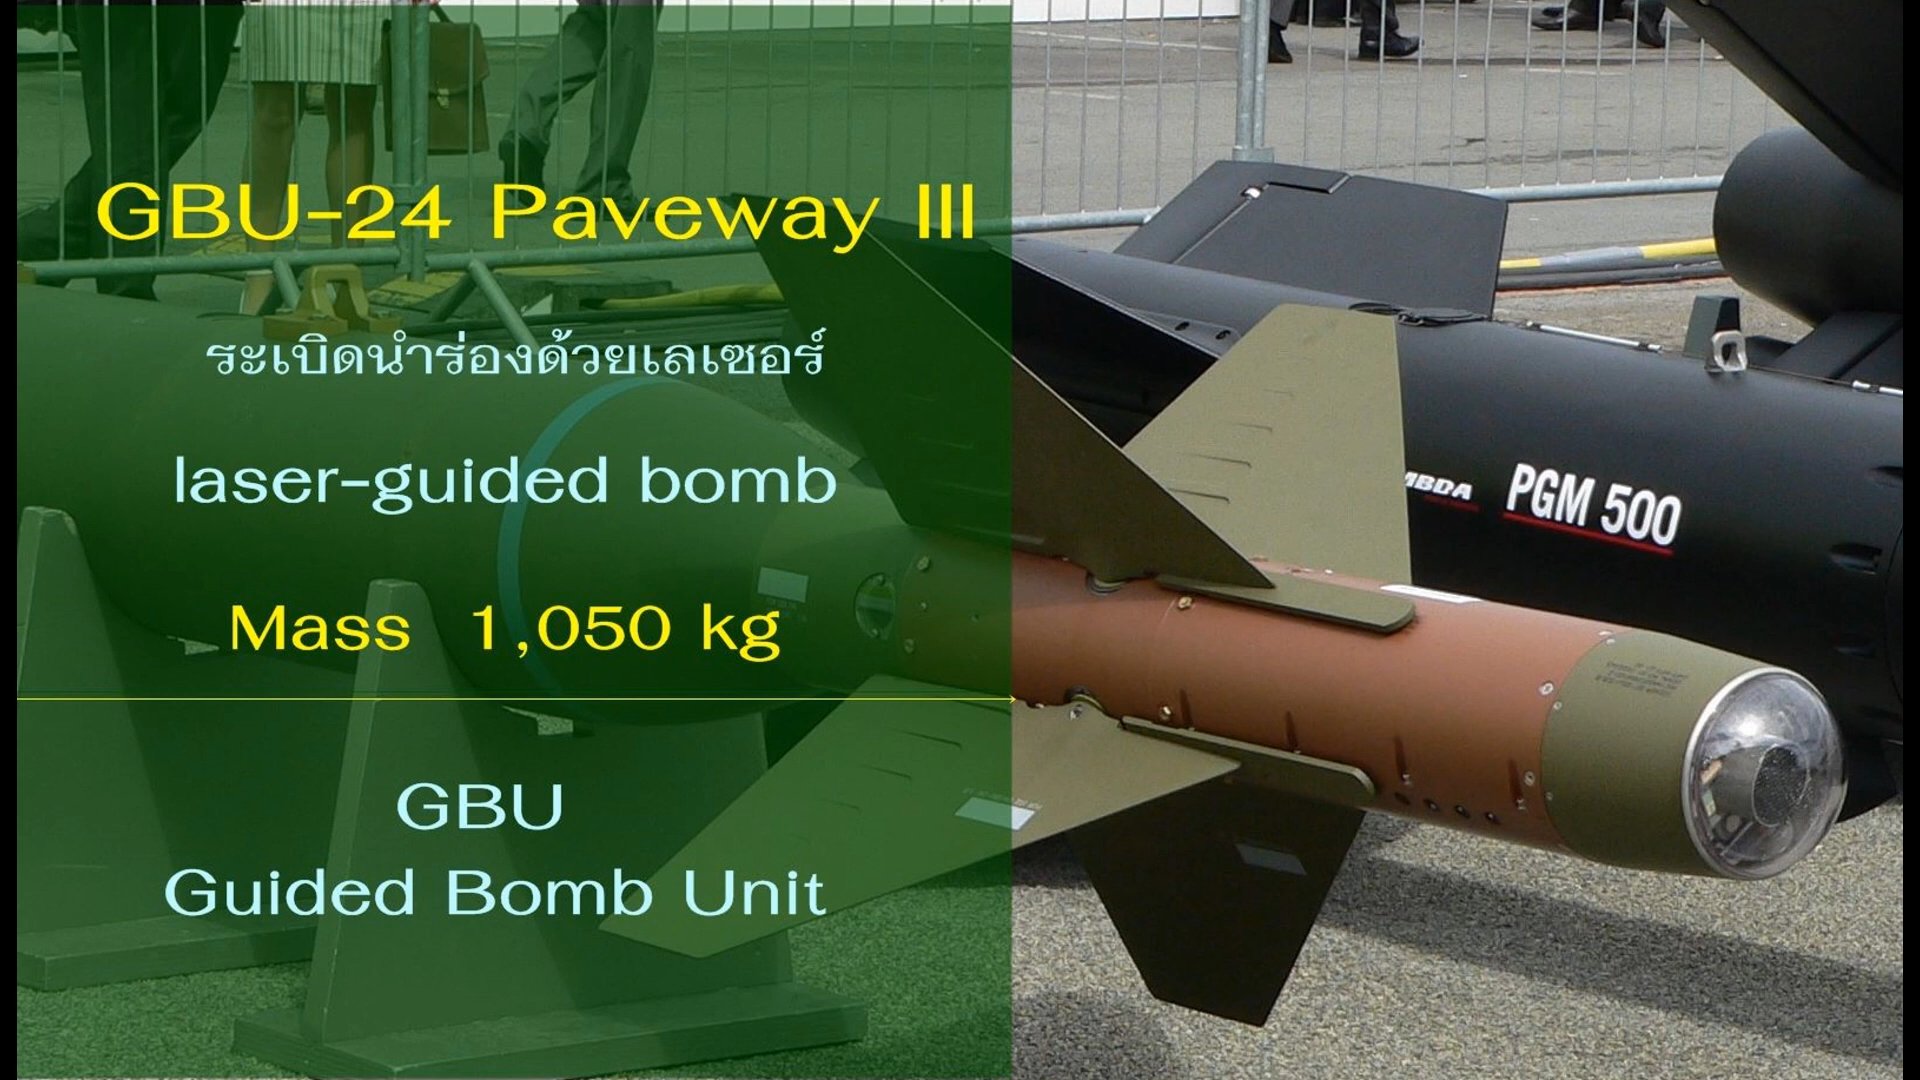 GBU-24 Paveway III
ระเบิดนำร่องด้วยเลเซอร์
laser-guided bomb
Mass 1,050 kg
GBU
Guided Bomb Unit
MBDA PGM 500